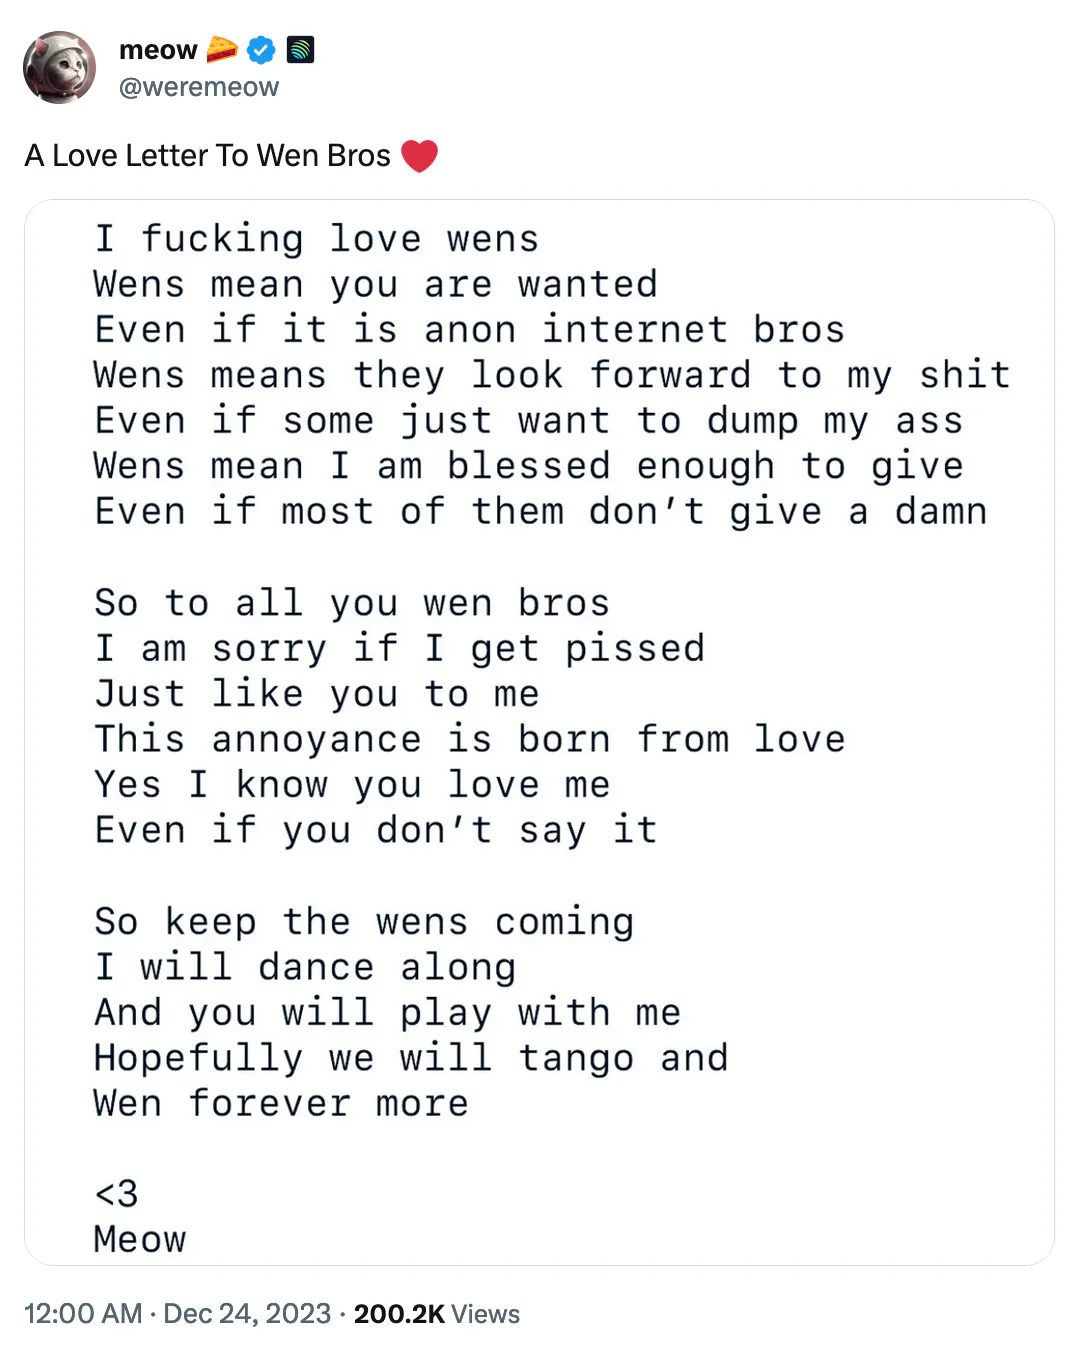 meow 🥧
@weremeow
A Love Letter To Wen Bros ❤️
I fucking love wens
Wens mean you are wanted
Even if it is anon internet bros
Wens means they look forward to my shit
Even if some just want to dump my ass
Wens mean I am blessed enough to give
Even if most of them don’t give a damn
So to all you wen bros
I am sorry if I get pissed
Just like you to me
This annoyance is born from love
Yes I know you love me
Even if you don’t say it
So keep the wens coming
I will dance along
And you will play with me
Hopefully we will tango and
Wen forever more
<3
Meow
12:00 AM · Dec 24, 2023 · 200.2K Views